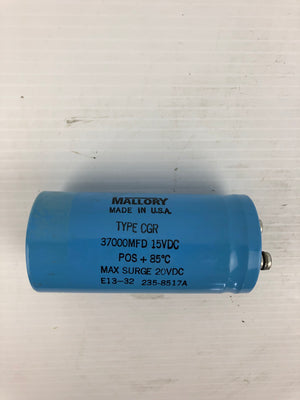 MALLORY
MADE IN U.S.A.
TYPE CGR
37000MFD 15VDC
POS + 85°C
MAX SURGE 20VDC
E13-32 235-8517A